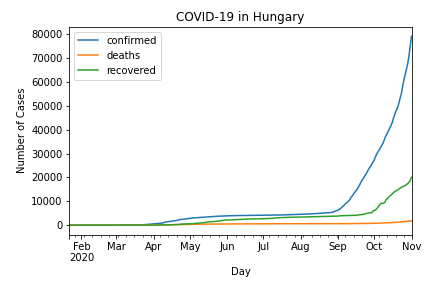 COVID-19 in Hungary
confirmed
deaths
recovered
Number of Cases
80000
70000
60000
50000
40000
30000
20000
10000
0
Feb Mar Apr May Jun Jul Aug Sep Oct Nov
2020
Day